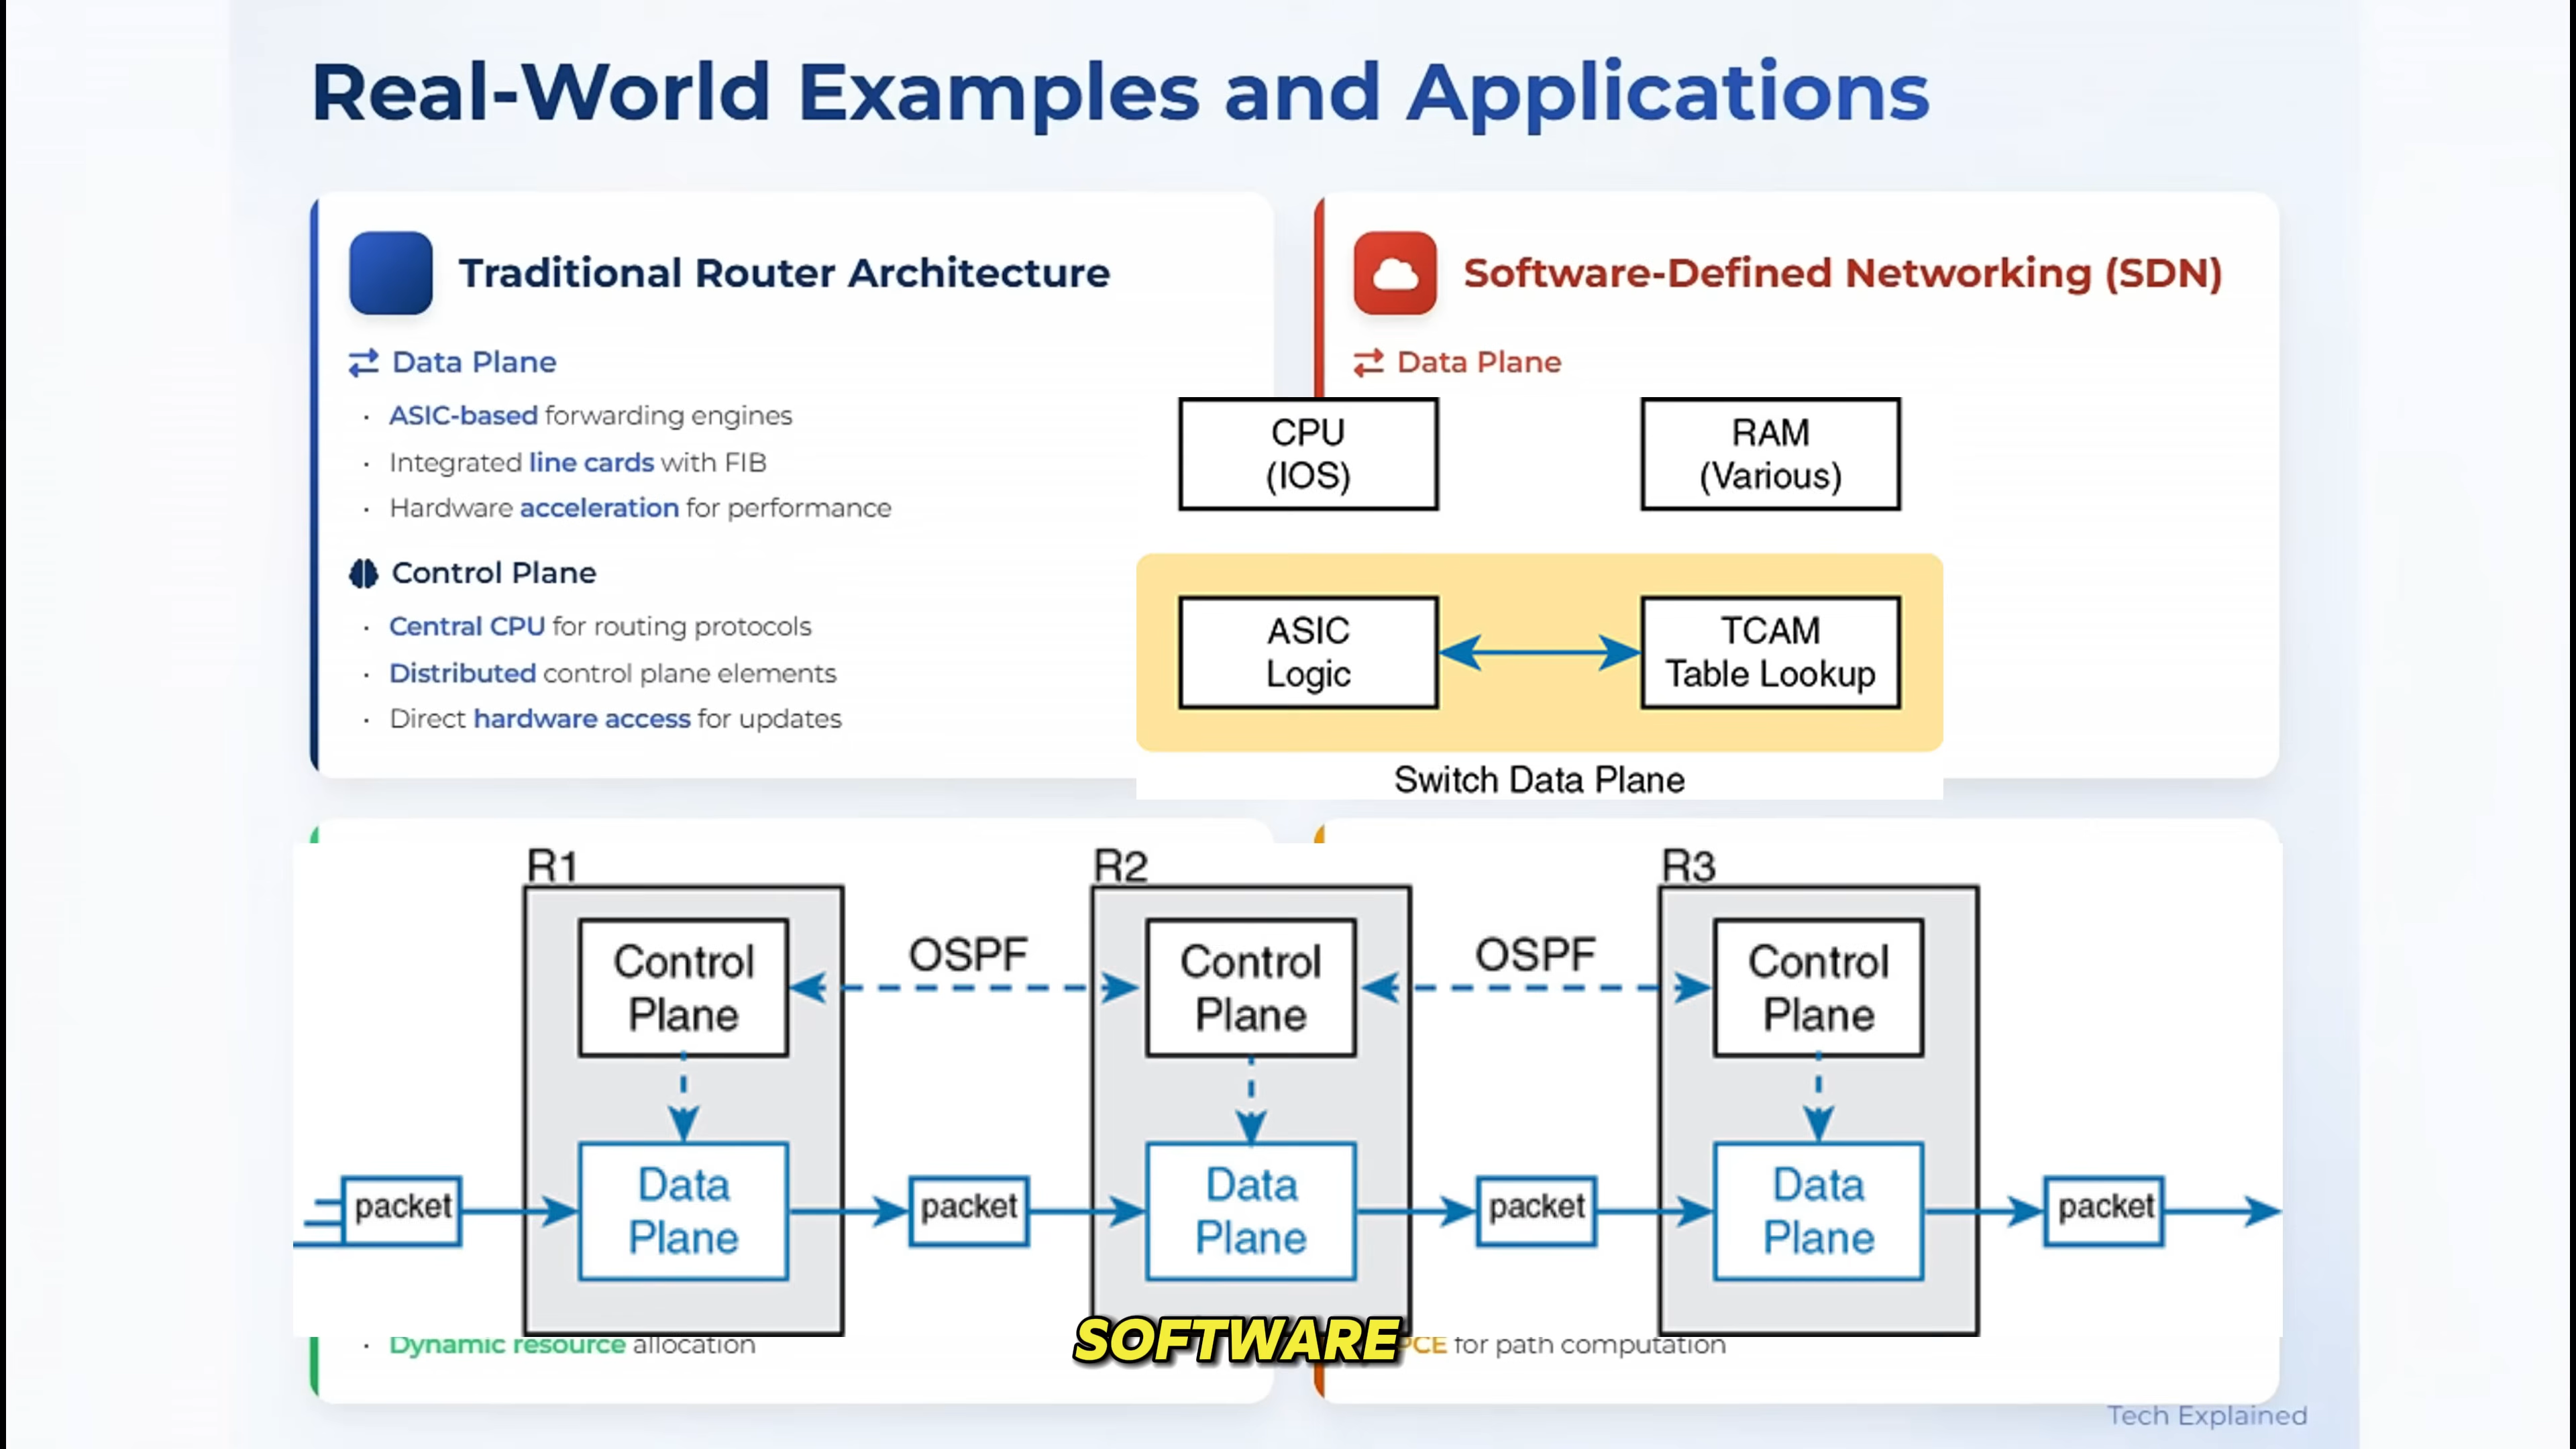 Real-World Examples and Applications
Traditional Router Architecture
Data Plane
· ASIC-based forwarding engines
· Integrated line cards with FIB
· Hardware acceleration for performance
Control Plane
· Central CPU for routing protocols
· Distributed control plane elements
· Direct hardware access for updates
Software-Defined Networking (SDN)
Data Plane
CPU
(IOS)
RAM
(Various)
ASIC
Logic
TCAM
Table Lookup
Switch Data Plane
R1
R2
R3
Control
Plane
OSPF
Control
Plane
OSPF
Control
Plane
packet
Data
Plane
packet
Data
Plane
packet
Data
Plane
packet
· Dynamic resource allocation
SOFTWARE
PCE for path computation
Tech Explained